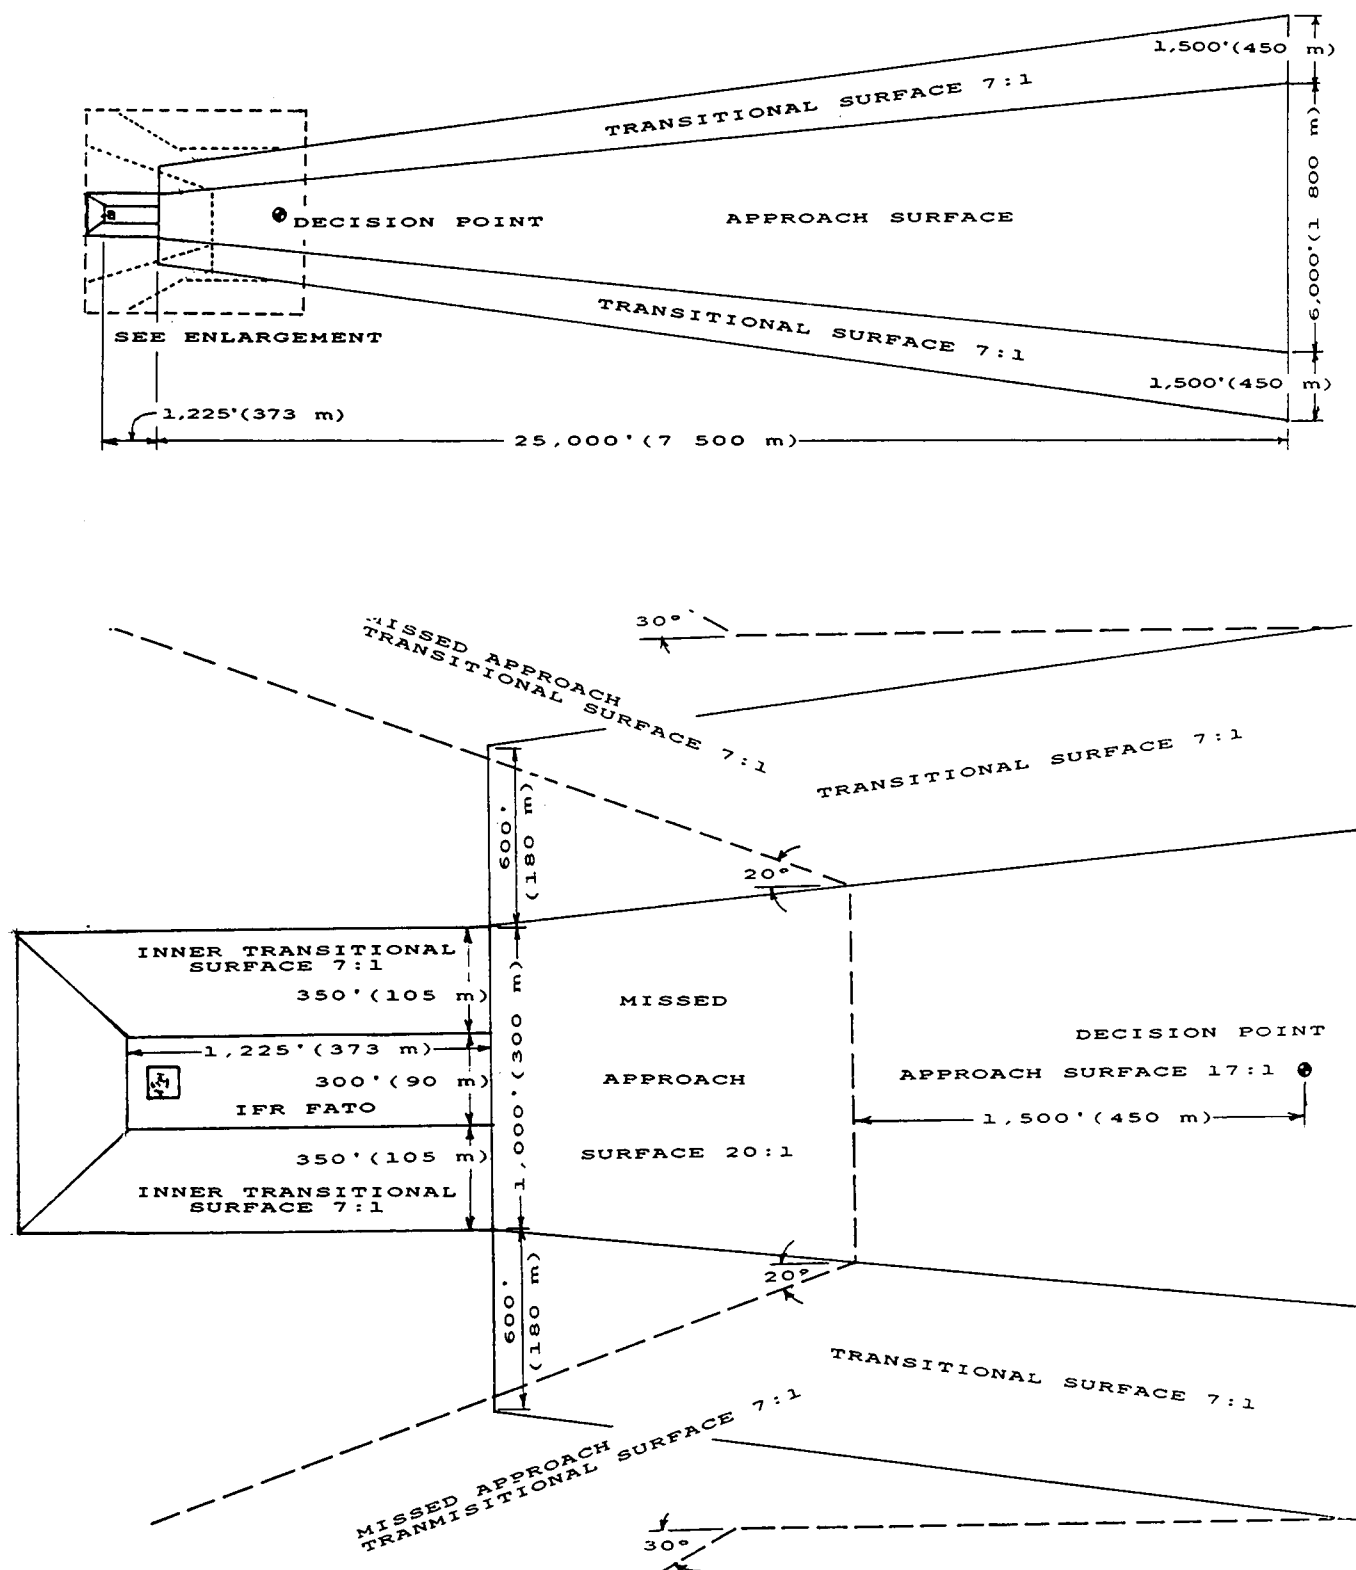 1,500'(450 m)
TRANSITIONAL SURFACE 7:1
6,000'(1 800 m)
DECISION POINT
APPROACH SURFACE
TRANSITIONAL SURFACE 7:1
SEE ENLARGEMENT
1,500'(450 m)
1,225'(373 m)
25,000'(7 500 m)
30°
MISSED APPROACH
TRANSITIONAL SURFACE 7:1
TRANSITIONAL SURFACE 7:1
600'
(180 m)
20°
INNER TRANSITIONAL
SURFACE 7:1
350'(105 m)
1,000'(300 m)
MISSED
DECISION POINT
1,225'(373 m)
APPROACH SURFACE 17:1
300'(90 m)
APPROACH
IFR FATO
1,500'(450 m)
350'(105 m)
SURFACE 20:1
INNER TRANSITIONAL
SURFACE 7:1
20°
600'
(180 m)
TRANSITIONAL SURFACE 7:1
MISSED APPROACH
TRANMISITIONAL SURFACE 7:1
30°